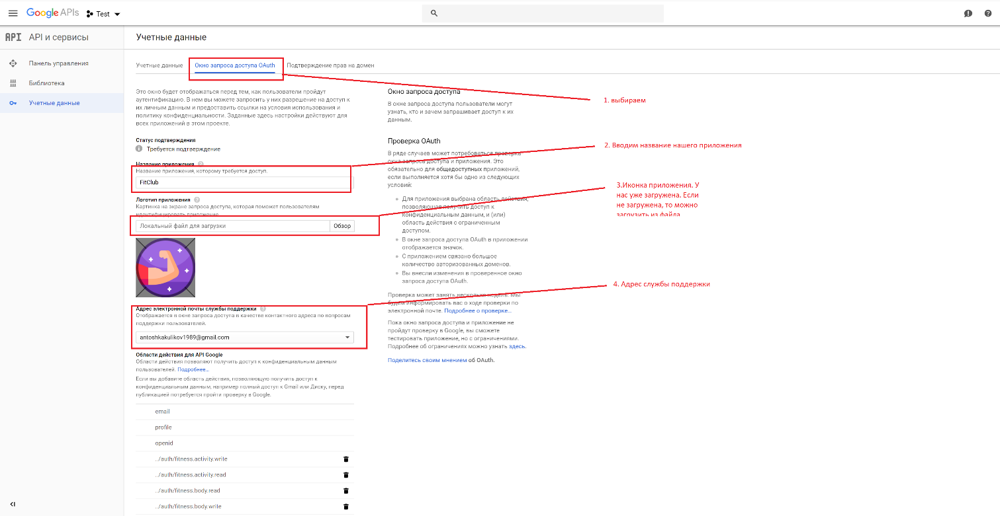 Google APIs
Test
API
API и сервисы
Учетные данные
Панель управления
Библиотека
Учетные данные
Учетные данные
Окно запроса доступа OAuth
Подтверждение прав на домен
Это окно будет отображаться перед тем, как пользователи пройдут
аутентификацию. В нем вы можете запросить у них разрешение на доступ к
их личным данным и предоставить ссылки на условия использования и
политику конфиденциальности. Заданные здесь настройки действуют для
всех приложений в этом проекте.
Статус подтверждения
Требуется подтверждение
Название приложения
Название приложения, которому требуется доступ.
FitClub
Логотип приложения
Картинка на экране запроса доступа, которая поможет пользователям
идентифицировать приложение.
Локальный файл для загрузки
Обзор
Адрес электронной почты службы поддержки
Отображается в окне запроса доступа в качестве контактного адреса по вопросам
поддержки пользователей.
antoshkakulikov1989@gmail.com
Области действия для API Google
Области действия позволяют получить доступ к конфиденциальным данным
пользователей. Подробнее...
Если вы добавите область действия, позволяющую получить доступ к
конфиденциальным данным, например полный доступ к Gmail или Диску, перед
публикацией потребуется пройти проверку в Google.
email
profile
openid
../auth/fitness.activity.write
../auth/fitness.activity.read
../auth/fitness.body.read
../auth/fitness.body.write
Окно запроса доступа
В окне запроса доступа пользователи могут
узнать, кто и зачем запрашивает доступ к их
данным.
Проверка OAuth
В ряде случаев может потребоваться проверка
окна запроса доступа и приложения. Это
обязательно для общедоступных приложений,
если выполняется хотя бы одно из следующих
условий:
Для приложения выбрана область действия,
позволяющая получить доступ к
конфиденциальным данным, и (или)
область действия с ограниченным
доступом.
В окне запроса доступа OAuth в приложении
отображается значок.
С приложением связано большое
количество авторизованных доменов.
Вы внесли изменения в проверенное окно
запроса доступа OAuth.
Проверка может занять несколько недель. Мы
будем информировать вас о ходе проверки по
электронной почте. Подробнее о проверке...
Пока окно запроса доступа и приложение не
пройдут проверку в Google, вы сможете
тестировать приложение, но с ограничениями.
Подробнее об ограничениях можно узнать здесь.
Поделитесь своим мнением об OAuth.
1. выбираем
2. Вводим название нашего приложения
3.Иконка приложения. У
нас уже загружена. Если
не загружена, то можно
загрузить из файла
4. Адрес службы поддержки